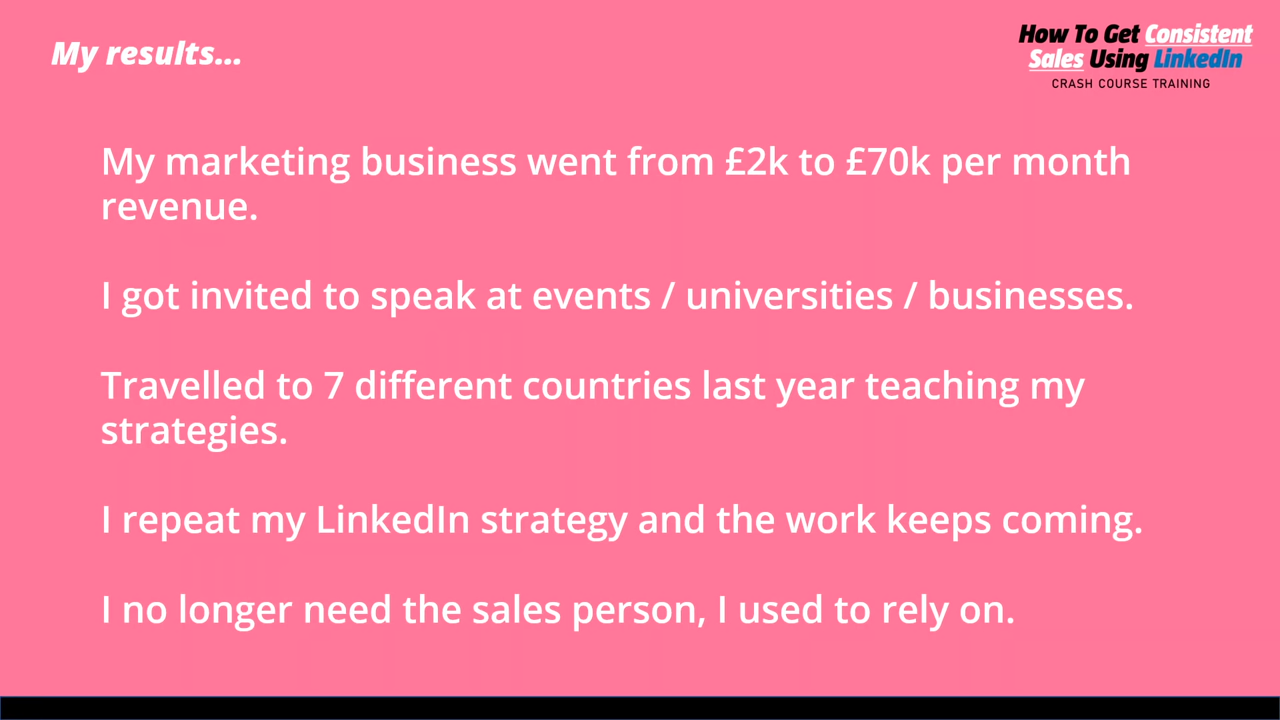 My results...
How To Get Consistent
Sales Using LinkedIn
CRASH COURSE TRAINING
My marketing business went from £2k to £70k per month
revenue.
I got invited to speak at events / universities / businesses.
Travelled to 7 different countries last year teaching my
strategies.
I repeat my LinkedIn strategy and the work keeps coming.
I no longer need the sales person, I used to rely on.